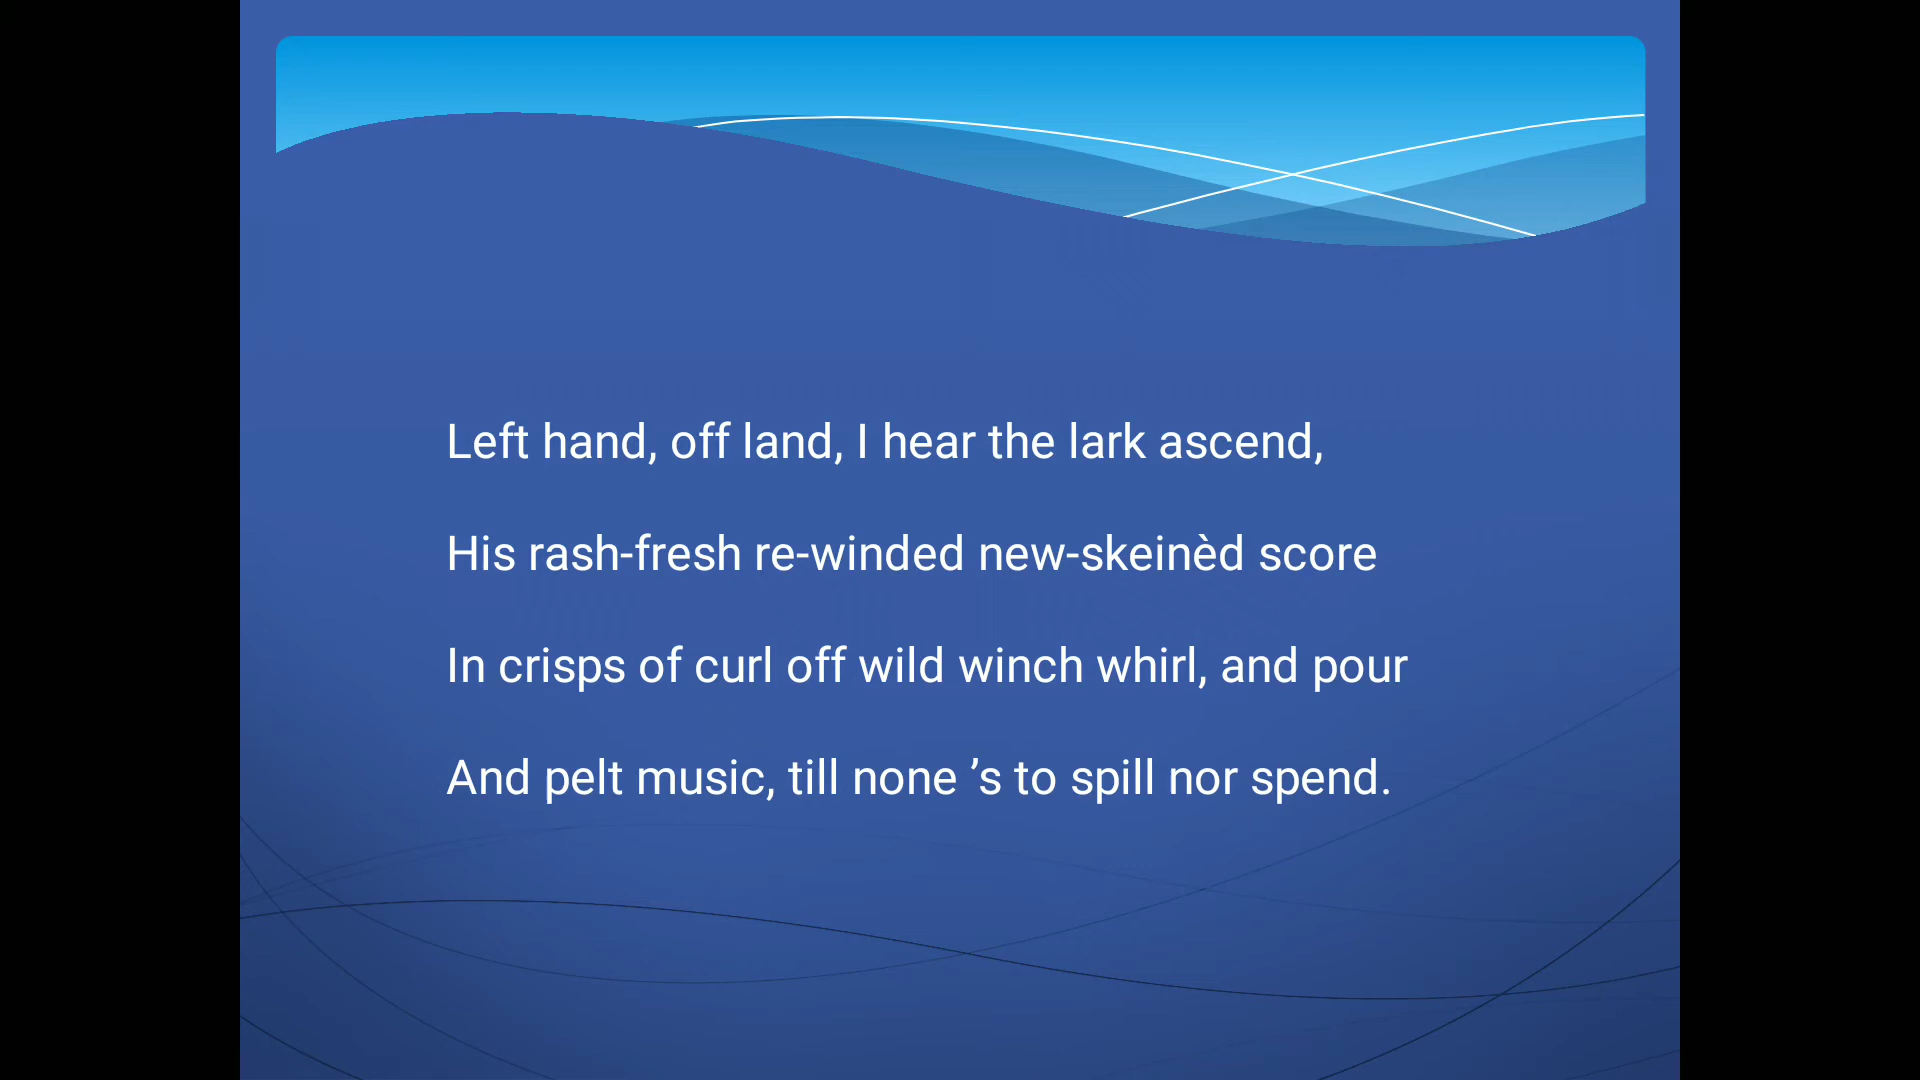 Left hand, off land, I hear the lark ascend,
His rash-fresh re-winded new-skeinèd score
In crisps of curl off wild winch whirl, and pour
And pelt music, till none ’s to spill nor spend.